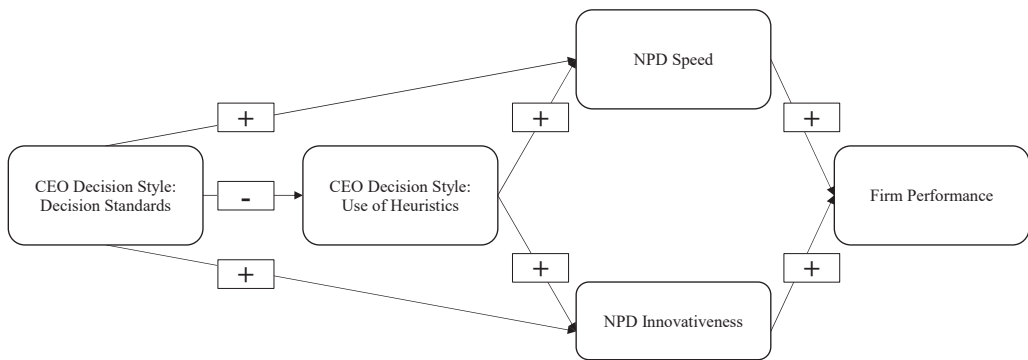 NPD Speed
+
+
+
CEO Decision Style:
Decision Standards
-
CEO Decision Style:
Use of Heuristics
Firm Performance
+
+
+
NPD Innovativeness